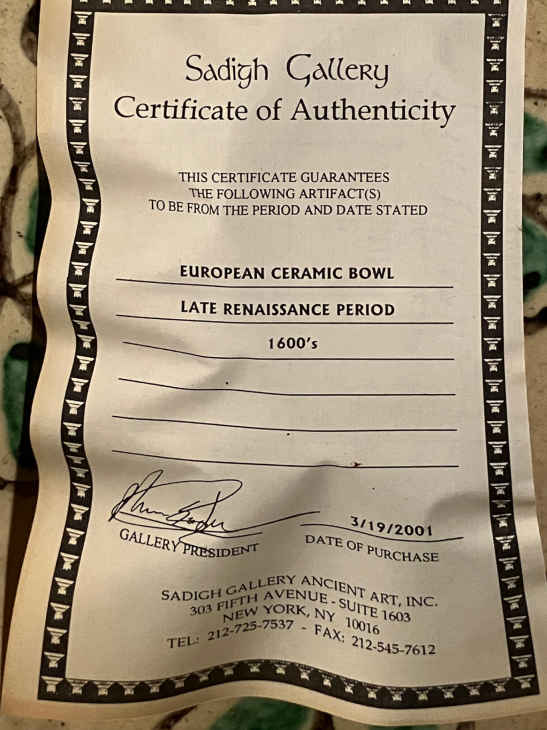 Sadigh Gallery
Certificate of Authenticity
THIS CERTIFICATE GUARANTEES
THE FOLLOWING ARTIFACT(S)
TO BE FROM THE PERIOD AND DATE STATED
EUROPEAN CERAMIC BOWL
LATE RENAISSANCE PERIOD
1600's
3/19/2001
GALLERY PRESIDENT
DATE OF PURCHASE
SADIGH GALLERY ANCIENT ART, INC.
303 FIFTH AVENUE - SUITE 1603
NEW YORK, NY 10016
TEL: 212-725-7537 - FAX: 212-545-7612